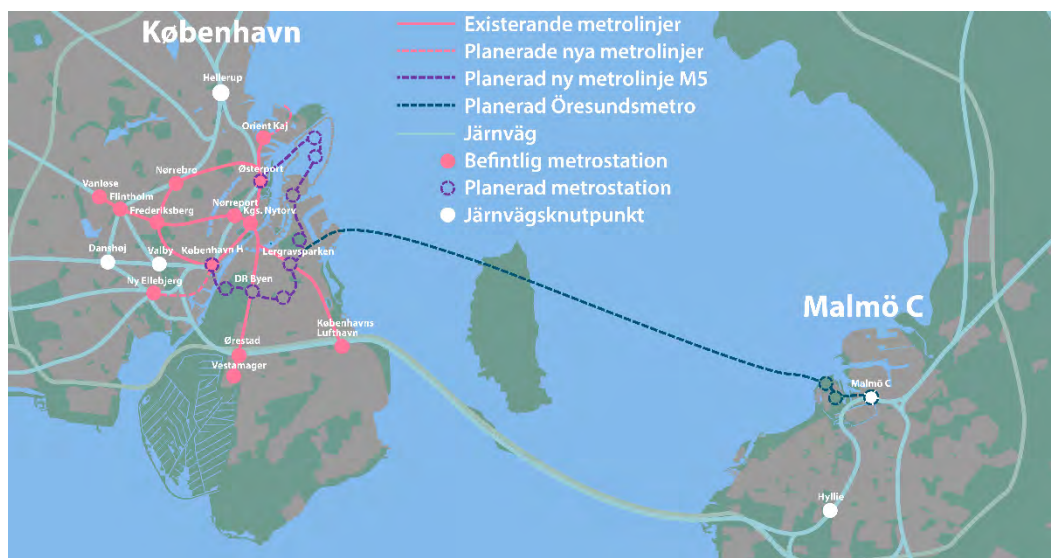 København
Existerande metrolinjer
Planerade nya metrolinjer
Planerad ny metrolinje M5
Planerad Öresundsmetro
Järnväg
Befintlig metrostation
Planerad metrostation
Järnvägsknutpunkt
Hellerup
Orient Kaj
Nørrebro
Østerport
Vanløse
Flintholm
Frederiksberg
Nørreport
Kgs. Nytorv
Danshøj
Valby
København H
Lergravsparken
Ny Ellebjerg
DR Byen
Københavns
Lufthavn
Ørestad
Vestamager
Malmö C
Malmö C
Hyllie